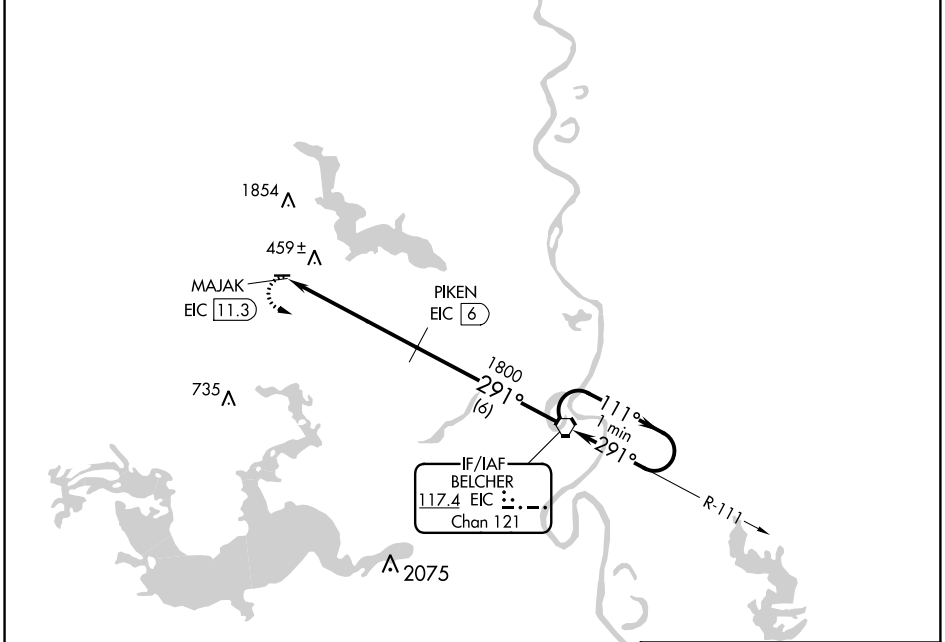 1854
459±
MAJAK
EIC 11.3
PIKEN
EIC 6
1800
291°
(6)
735
111°
1 min
291°
IF/IAF
BELCHER
117.4 EIC
Chan 121
R-111
2075